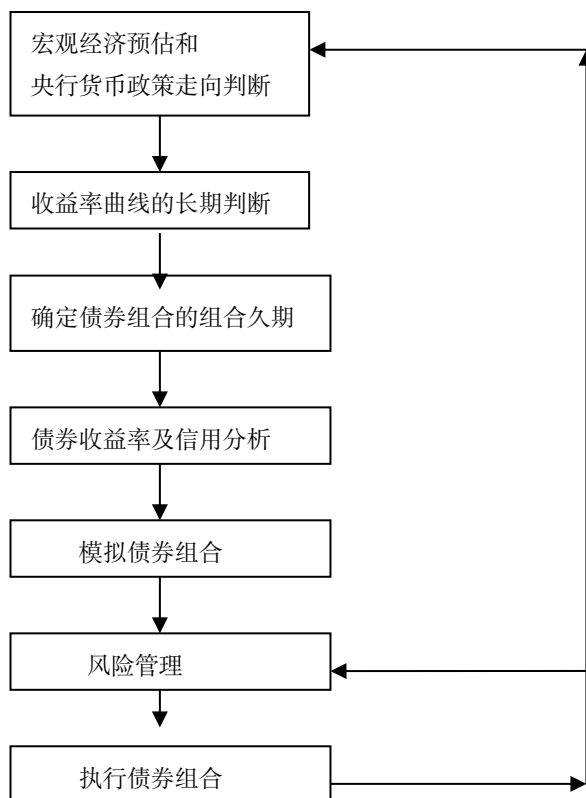 宏观经济预估和
央行货币政策走向判断
收益率曲线的长期判断
确定债券组合的组合久期
债券收益率及信用分析
模拟债券组合
风险管理
执行债券组合